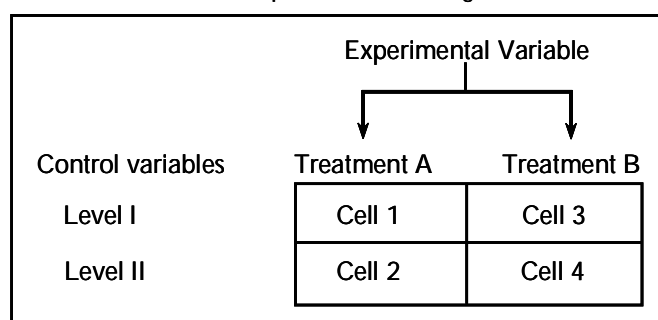 Experimental Variable
Control variables Treatment A Treatment B
Level I Cell 1 Cell 3
Level II Cell 2 Cell 4